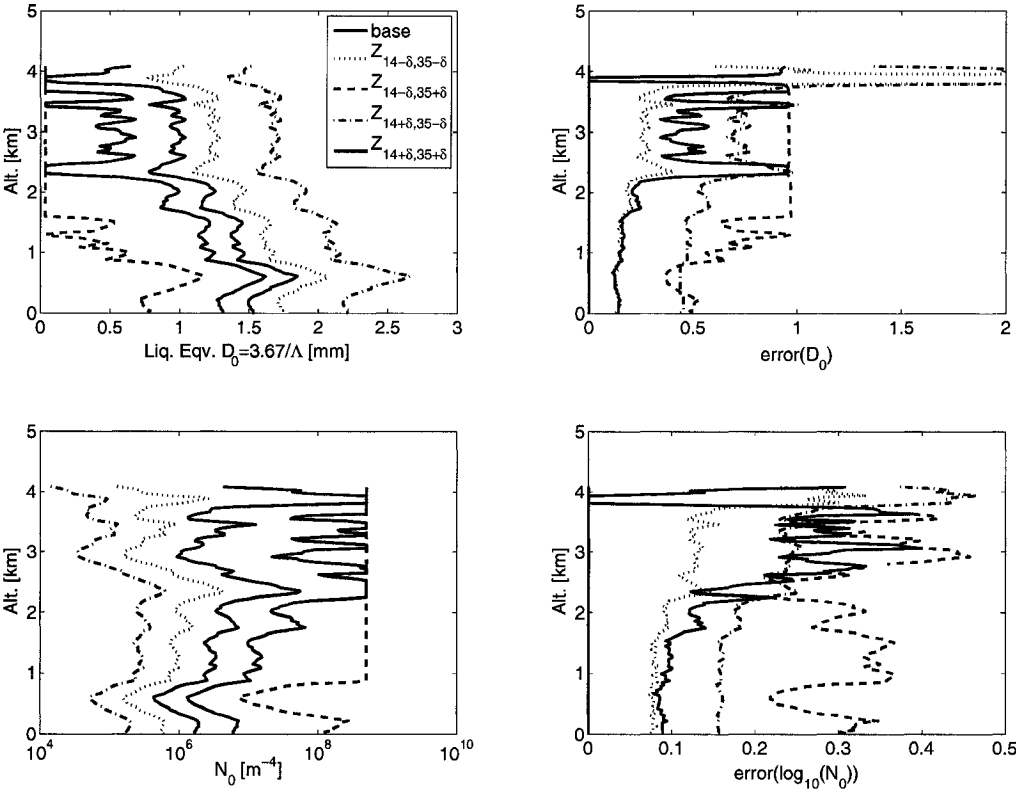 5
4
3
2
1
0
Alt. [km]
base
Z14−δ,35−δ
Z14−δ,35+δ
Z14+δ,35−δ
Z14+δ,35+δ
0 0.5 1 1.5 2 2.5 3
Liq. Eqv. D0=3.67/Λ [mm]
5
4
3
2
1
0
Alt. [km]
0 0.5 1 1.5 2
error(D0)
5
4
3
2
1
0
Alt. [km]
10^4 10^6 10^8 10^10
N0 [m^-4]
5
4
3
2
1
0
Alt. [km]
0 0.1 0.2 0.3 0.4 0.5
error(log10(N0))